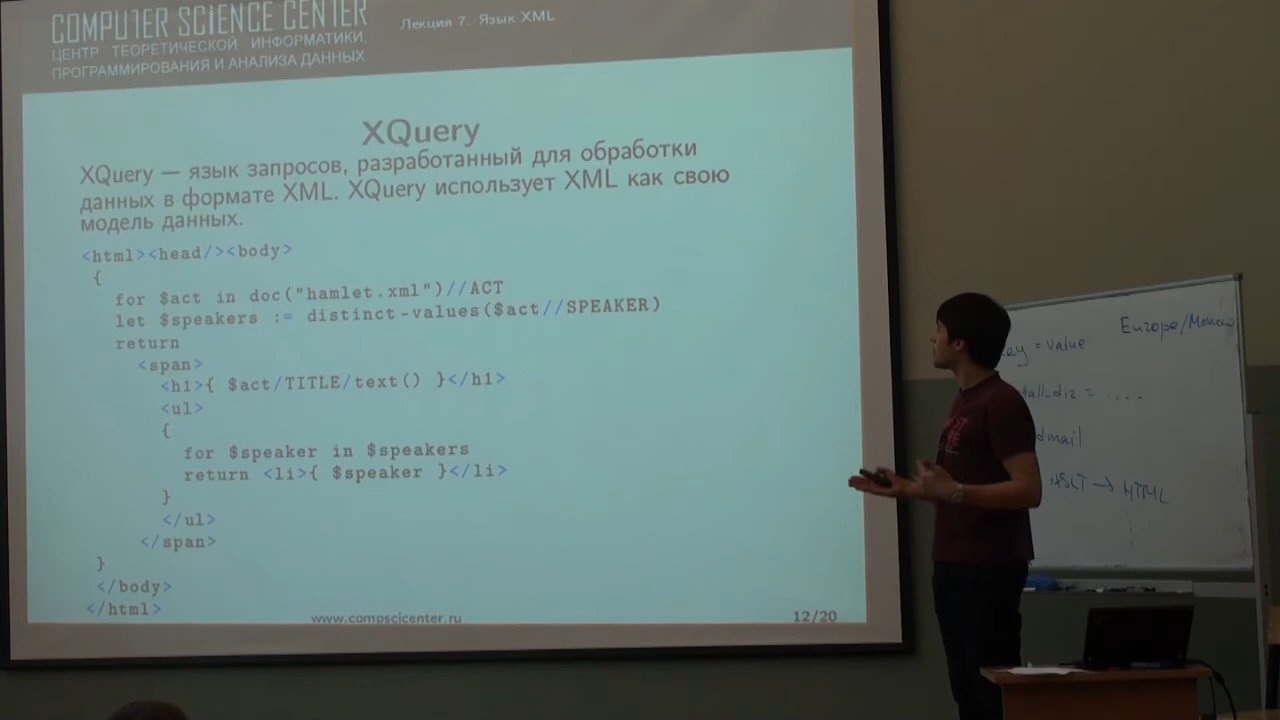 COMPUTER SCIENCE CENTER
ЦЕНТР ТЕОРЕТИЧЕСКОЙ ИНФОРМАТИКИ,
ПРОГРАММИРОВАНИЯ И АНАЛИЗА ДАННЫХ
Лекция 7. Язык XML
XQuery
XQuery — язык запросов, разработанный для обработки
данных в формате XML. XQuery использует XML как свою
модель данных.
<html><head/><body>
{
for $act in doc("hamlet.xml")//ACT
let $speakers := distinct-values($act//SPEAKER)
return
<span>
<h1>{ $act/TITLE/text() }</h1>
<ul>
{
for $speaker in $speakers
return <li>{ $speaker }</li>
}
</ul>
</span>
}
</body>
</html>
www.compscicenter.ru
12/20
Europe/Moscow
= value
= ....
→ HTML